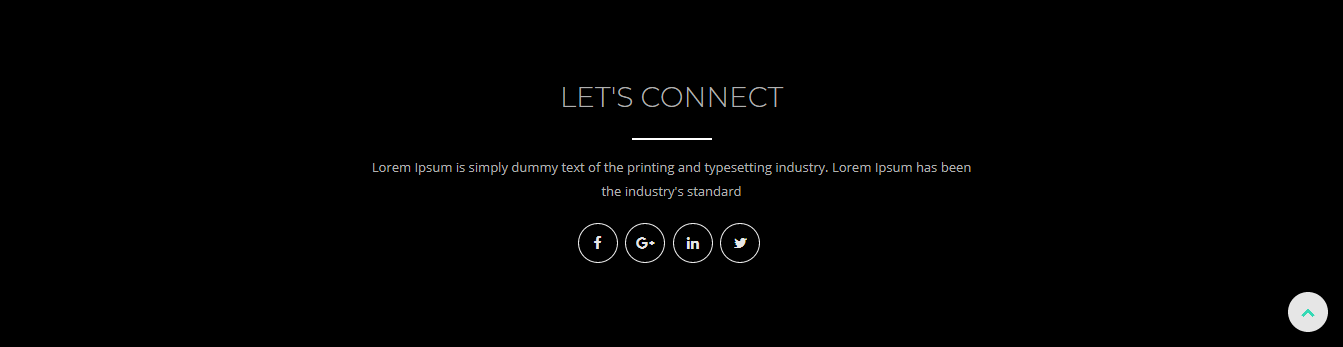 LET'S CONNECT
Lorem Ipsum is simply dummy text of the printing and typesetting industry. Lorem Ipsum has been
the industry's standard